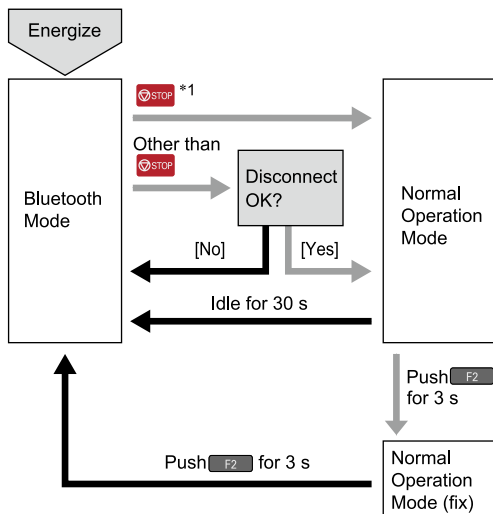 Energize
STOP *1
Other than
STOP
Disconnect
OK?
Bluetooth
Mode
Normal
Operation
Mode
[No]
[Yes]
Idle for 30 s
Push F2
for 3 s
Push F2 for 3 s
Normal
Operation
Mode (fix)